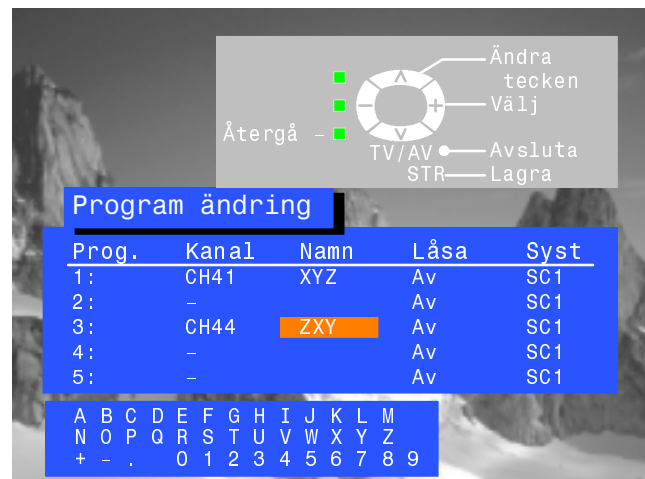 Ändra
tecken
Välj
Återgå –
TV/AV Avsluta
STR Lagra
Program ändring
Prog. Kanal Namn Låsa Syst
1: CH41 XYZ Av SC1
2: – Av SC1
3: CH44 ZXY Av SC1
4: – Av SC1
5: – Av SC1
A B C D E F G H I J K L M
N O P Q R S T U V W X Y Z
+ – . 0 1 2 3 4 5 6 7 8 9